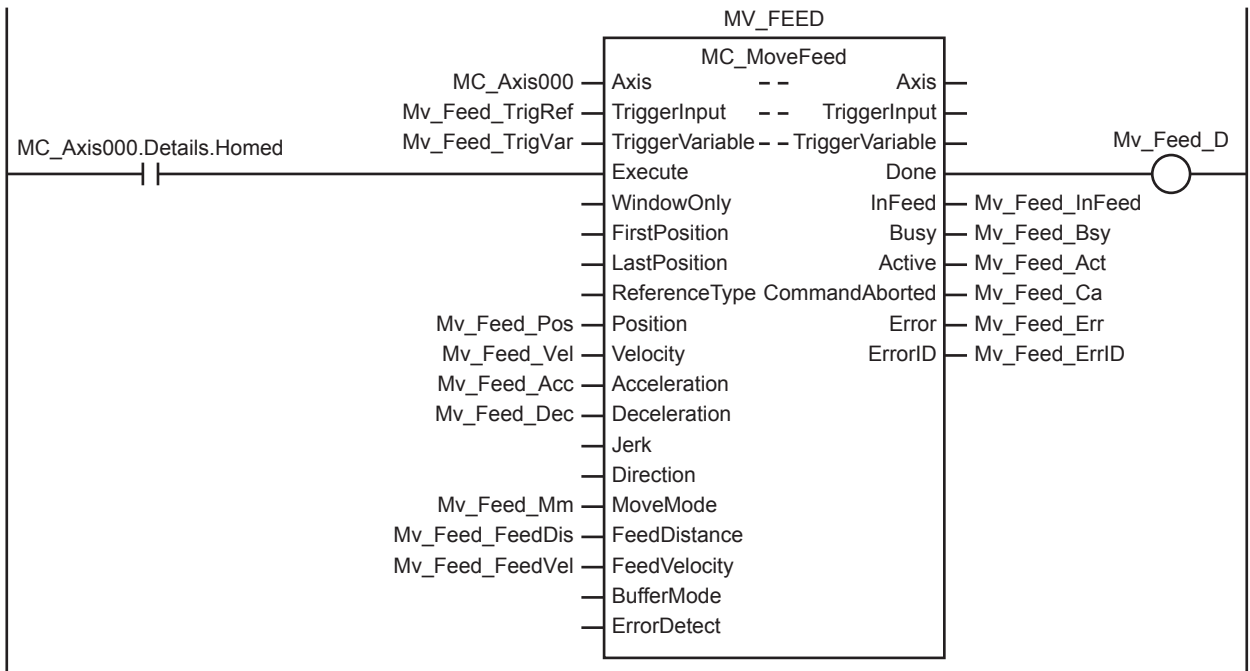 MV_FEED
MC_MoveFeed
MC_Axis000 Axis -- Axis
Mv_Feed_TrigRef TriggerInput -- TriggerInput
Mv_Feed_TrigVar TriggerVariable -- TriggerVariable
MC_Axis000.Details.Homed Execute Done Mv_Feed_D
WindowOnly InFeed Mv_Feed_InFeed
FirstPosition Busy Mv_Feed_Bsy
LastPosition Active Mv_Feed_Act
ReferenceType CommandAborted Mv_Feed_Ca
Mv_Feed_Pos Position Error Mv_Feed_Err
Mv_Feed_Vel Velocity ErrorID Mv_Feed_ErrID
Mv_Feed_Acc Acceleration
Mv_Feed_Dec Deceleration
Jerk
Direction
Mv_Feed_Mm MoveMode
Mv_Feed_FeedDis FeedDistance
Mv_Feed_FeedVel FeedVelocity
BufferMode
ErrorDetect